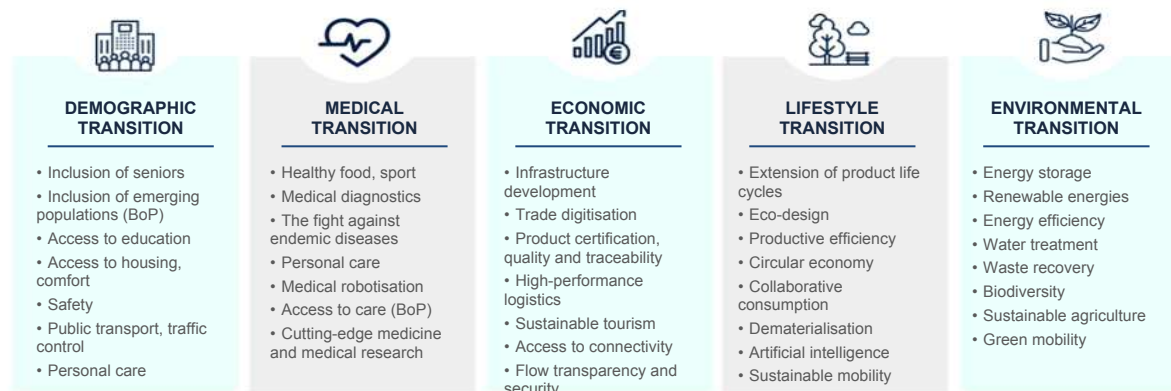 DEMOGRAPHIC
TRANSITION
• Inclusion of seniors
• Inclusion of emerging
populations (BoP)
• Access to education
• Access to housing,
comfort
• Safety
• Public transport, traffic
control
• Personal care
MEDICAL
TRANSITION
• Healthy food, sport
• Medical diagnostics
• The fight against
endemic diseases
• Personal care
• Medical robotisation
• Access to care (BoP)
• Cutting-edge medicine
and medical research
ECONOMIC
TRANSITION
• Infrastructure
development
• Trade digitisation
• Product certification,
quality and traceability
• High-performance
logistics
• Sustainable tourism
• Access to connectivity
• Flow transparency and
security
LIFESTYLE
TRANSITION
• Extension of product life
cycles
• Eco-design
• Productive efficiency
• Circular economy
• Collaborative
consumption
• Dematerialisation
• Artificial intelligence
• Sustainable mobility
ENVIRONMENTAL
TRANSITION
• Energy storage
• Renewable energies
• Energy efficiency
• Water treatment
• Waste recovery
• Biodiversity
• Sustainable agriculture
• Green mobility